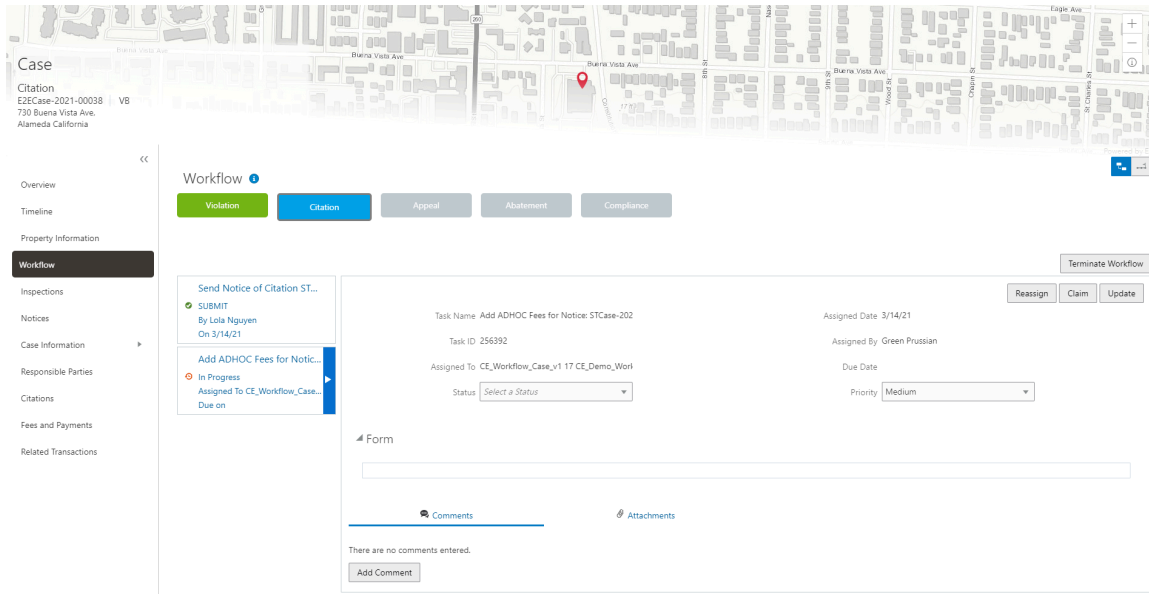 Eagle Ave
260
Buena Vista Ave
Buena Vista Ave
Buena Vista Ave
Buena Vista Ave
9th St
9th St
Wood St
Chapin St
St Charles St
Case
Citation
E2ECase-2021-00038 | VB
730 Buena Vista Ave.
Alameda California
Overview
Timeline
Property Information
Workflow
Inspections
Notices
Case Information
Responsible Parties
Citations
Fees and Payments
Related Transactions
Workflow
Violation Citation Appeal Abatement Compliance
Terminate Workflow
Send Notice of Citation ST...
SUBMIT
By Lola Nguyen
On 3/14/21
Add ADHOC Fees for Notic...
In Progress
Assigned To CE_Workflow_Case...
Due on
Reassign Claim Update
Task Name Add ADHOC Fees for Notice: STCase-202 Assigned Date 3/14/21
Task ID 256392 Assigned By Green Prussian
Assigned To CE_Workflow_Case_v1 17 CE_Demo_Work Due Date
Status Select a Status Priority Medium
Form
Comments Attachments
There are no comments entered.
Add Comment